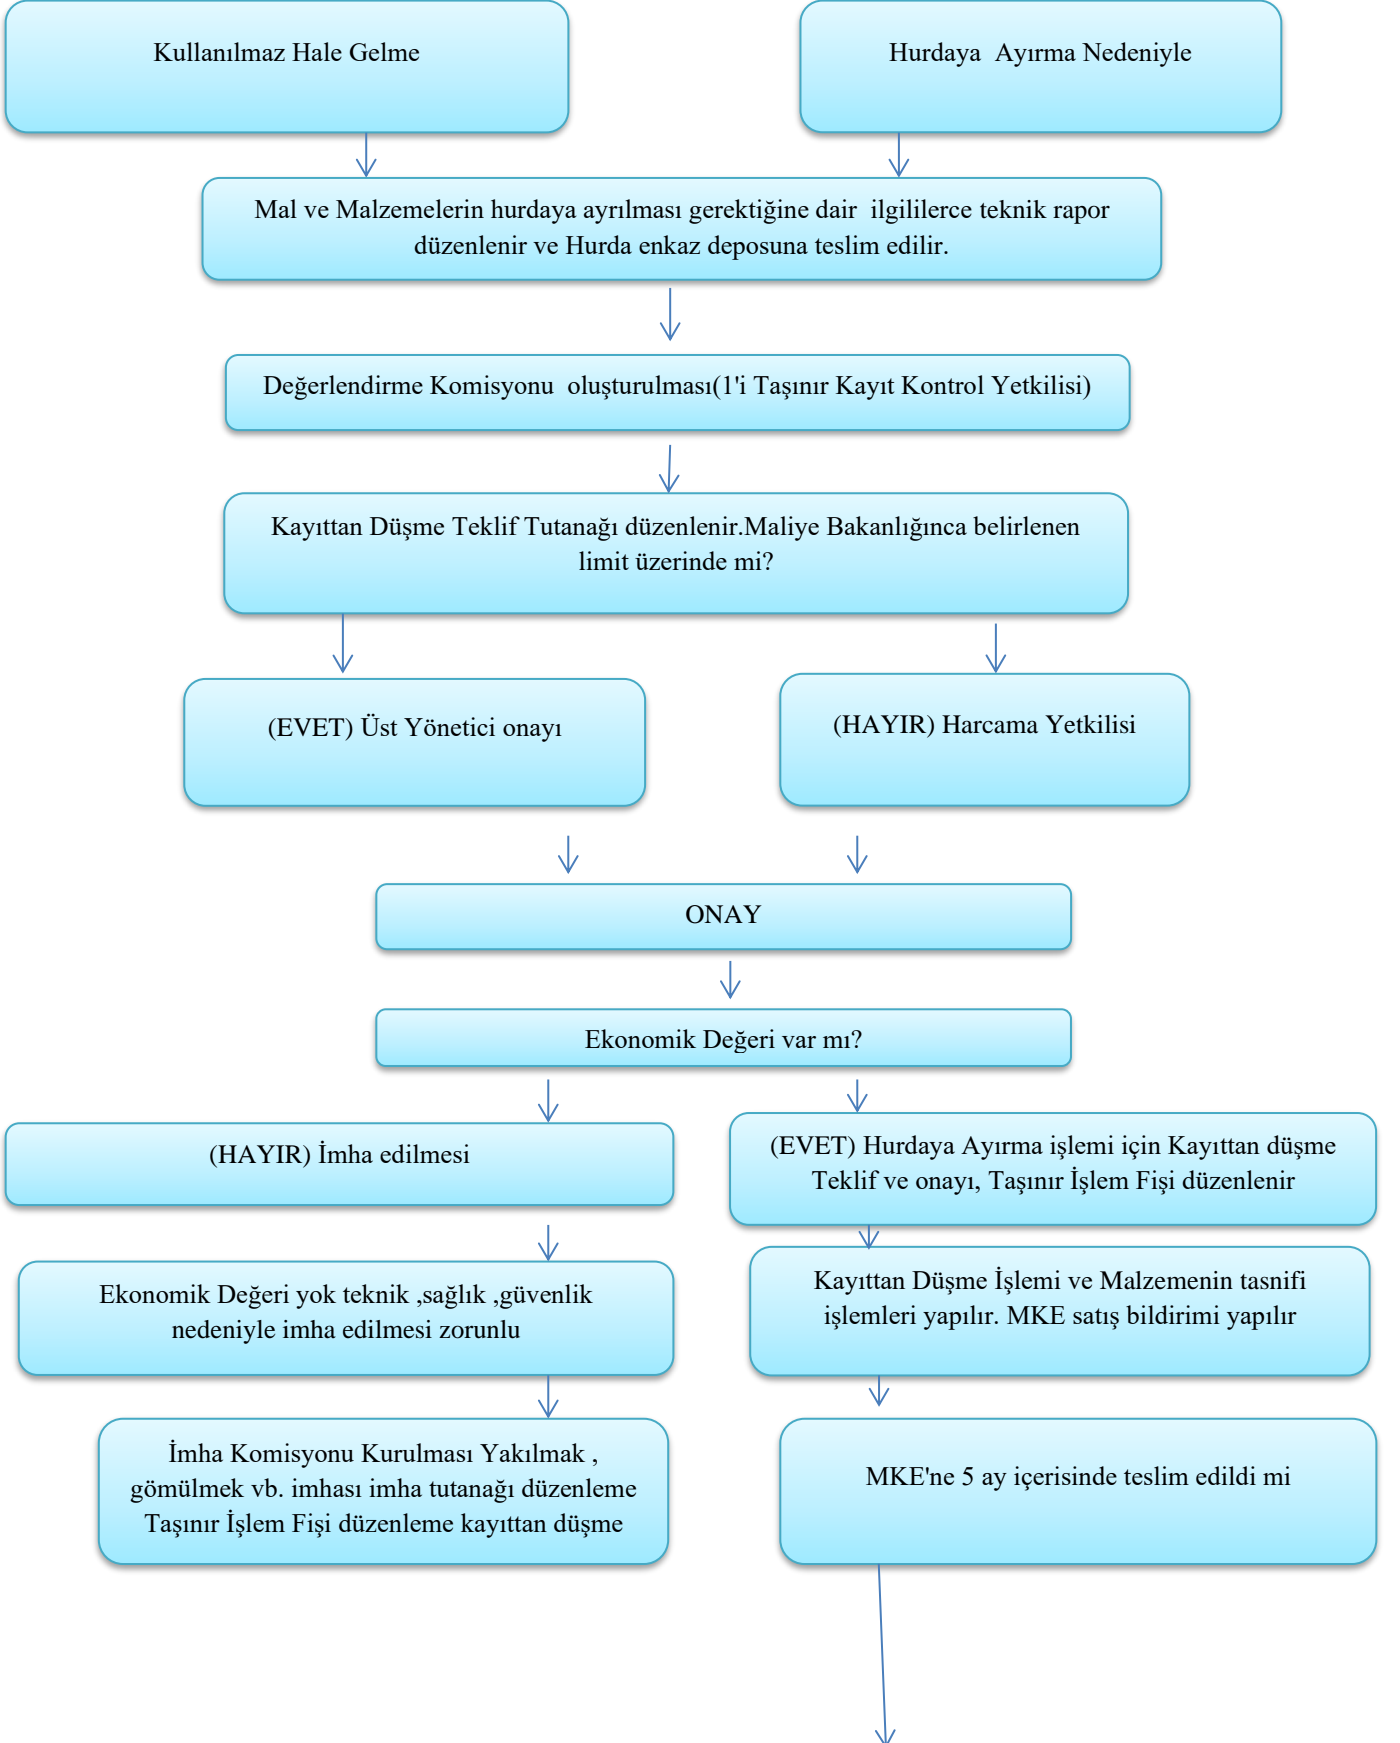 Kullanılmaz Hale Gelme
Hurdaya Ayırma Nedeniyle
Mal ve Malzemelerin hurdaya ayrılması gerektiğine dair ilgililerce teknik rapor
düzenlenir ve Hurda enkaz deposuna teslim edilir.
Değerlendirme Komisyonu oluşturulması(1'i Taşınır Kayıt Kontrol Yetkilisi)
Kayıttan Düşme Teklif Tutanağı düzenlenir.Maliye Bakanlığınca belirlenen
limit üzerinde mi?
(EVET) Üst Yönetici onayı
(HAYIR) Harcama Yetkilisi
ONAY
Ekonomik Değeri var mı?
(HAYIR) İmha edilmesi
(EVET) Hurdaya Ayırma işlemi için Kayıttan düşme
Teklif ve onayı, Taşınır İşlem Fişi düzenlenir
Ekonomik Değeri yok teknik ,sağlık ,güvenlik
nedeniyle imha edilmesi zorunlu
Kayıttan Düşme İşlemi ve Malzemenin tasnifi
işlemleri yapılır. MKE satış bildirimi yapılır
İmha Komisyonu Kurulması Yakılmak ,
gömülmek vb. imhası imha tutanağı düzenleme
Taşınır İşlem Fişi düzenleme kayıttan düşme
MKE'ne 5 ay içerisinde teslim edildi mi